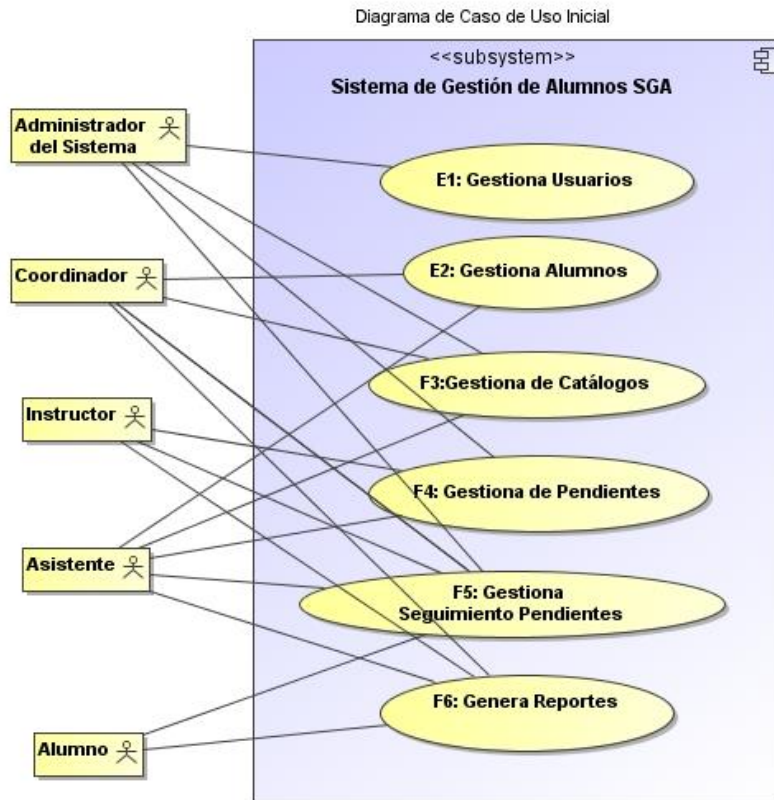 Diagrama de Caso de Uso Inicial
<<subsystem>>
Sistema de Gestión de Alumnos SGA
Administrador
del Sistema
E1: Gestiona Usuarios
Coordinador
E2: Gestiona Alumnos
F3:Gestiona de Catálogos
Instructor
F4: Gestiona de Pendientes
Asistente
F5: Gestiona
Seguimiento Pendientes
F6: Genera Reportes
Alumno